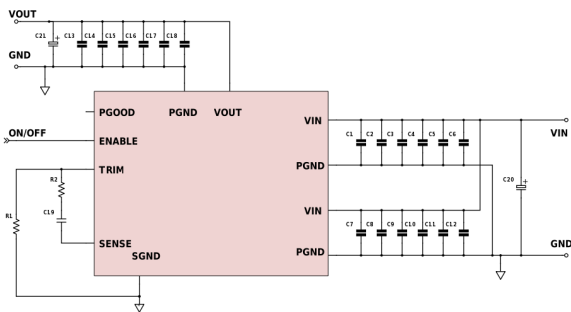 VOUT
C21 + C13 C14 C15 C16 C17 C18
GND
PGOOD PGND VOUT
VIN
ON/OFF
ENABLE
C1 C2 C3 C4 C5 C6
VIN
TRIM
PGND
R2
C20 +
C19
VIN
R1
C7 C8 C9 C10 C11 C12
SENSE
GND
SGND
PGND